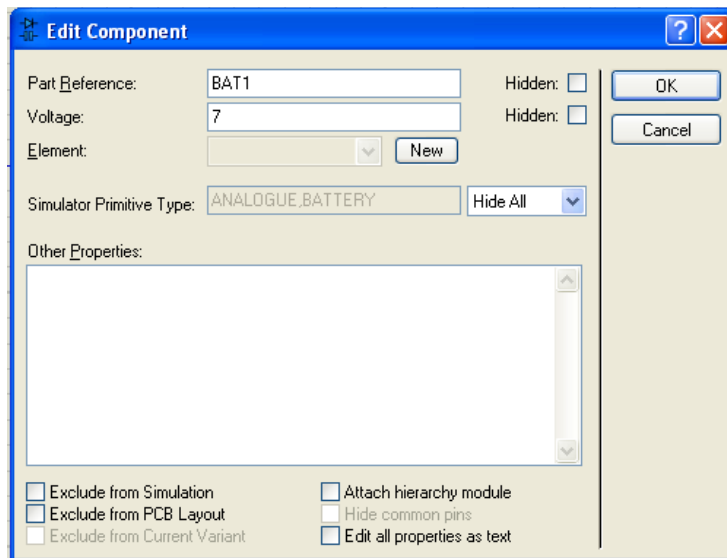 Edit Component
Part Reference: BAT1 Hidden:
OK
Voltage: 7 Hidden:
Cancel
Element: New
Simulator Primitive Type: ANALOGUE,BATTERY Hide All
Other Properties:
Exclude from Simulation Attach hierarchy module
Exclude from PCB Layout Hide common pins
Exclude from Current Variant Edit all properties as text